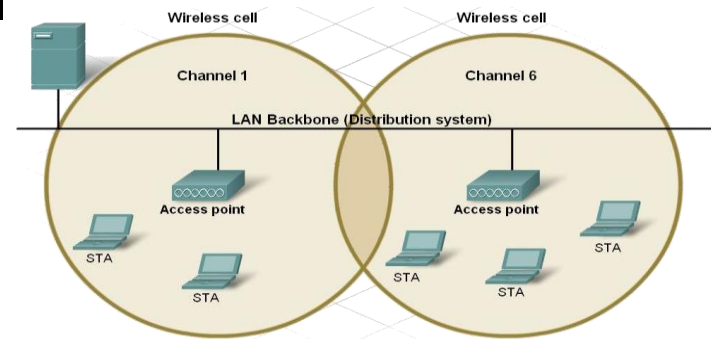 Wireless cell
Wireless cell
Channel 1
Channel 6
LAN Backbone (Distribution system)
Access point
Access point
STA
STA
STA
STA
STA